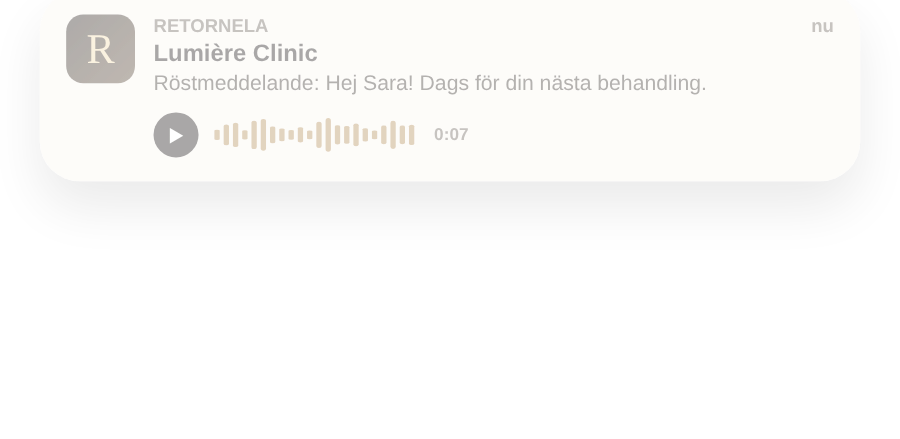 R
RETORNELA
nu
Lumière Clinic
Röstmeddelande: Hej Sara! Dags för din nästa behandling.
0:07